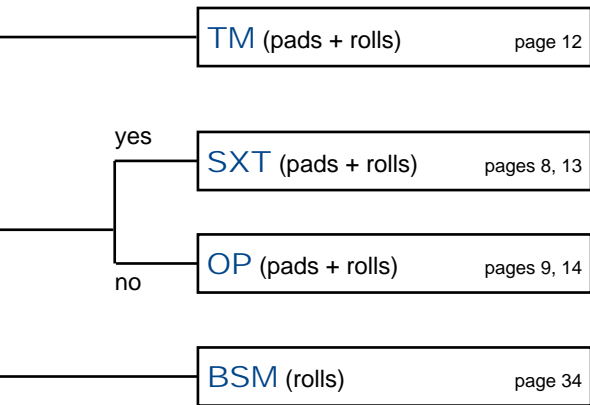 TM (pads + rolls) page 12
yes
SXT (pads + rolls) pages 8, 13
OP (pads + rolls) pages 9, 14
no
BSM (rolls) page 34